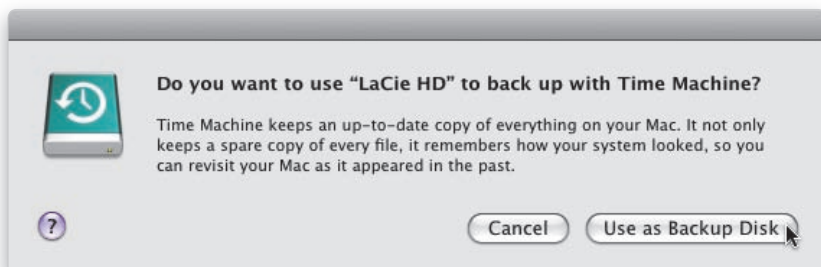 Do you want to use “LaCie HD” to back up with Time Machine?
Time Machine keeps an up-to-date copy of everything on your Mac. It not only
keeps a spare copy of every file, it remembers how your system looked, so you
can revisit your Mac as it appeared in the past.
?
Cancel
Use as Backup Disk